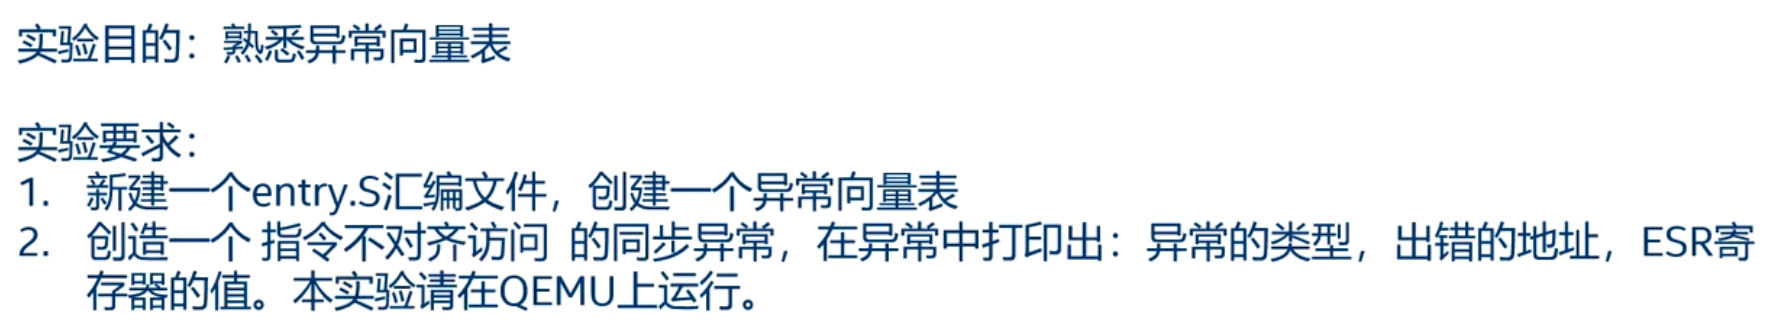 实验目的：熟悉异常向量表
实验要求：
1. 新建一个entry.S汇编文件，创建一个异常向量表
2. 创造一个 指令不对齐访问 的同步异常，在异常中打印出：异常的类型，出错的地址，ESR寄
存器的值。本实验请在QEMU上运行。